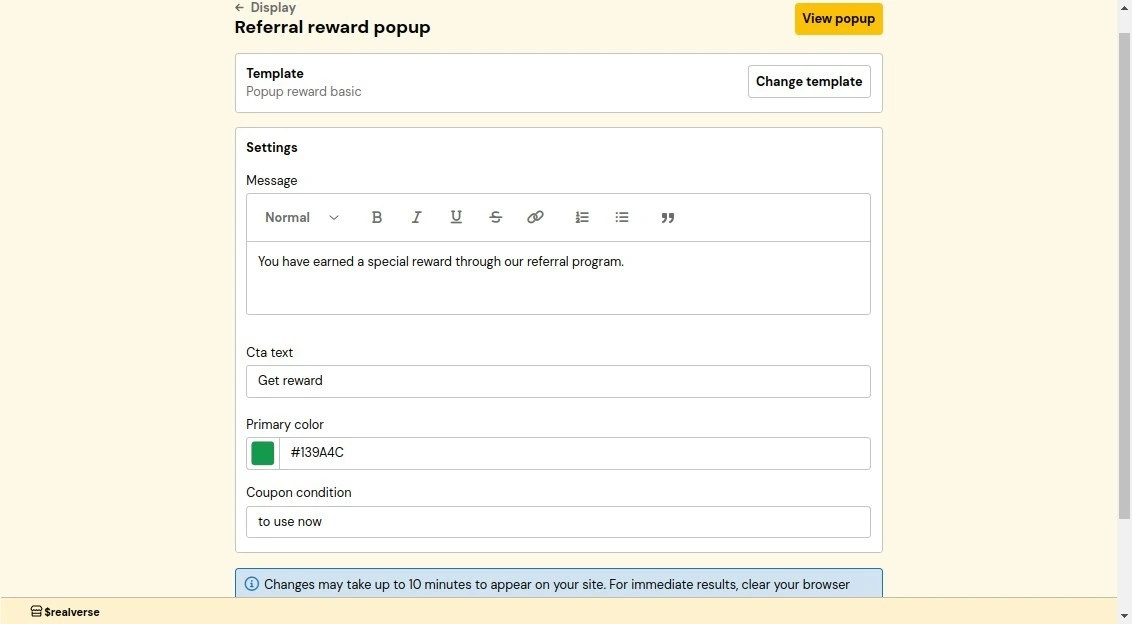 ← Display
Referral reward popup
View popup
Template
Popup reward basic
Change template
Settings
Message
Normal B I U S
You have earned a special reward through our referral program.
Cta text
Get reward
Primary color
#139A4C
Coupon condition
to use now
Changes may take up to 10 minutes to appear on your site. For immediate results, clear your browser
$realverse